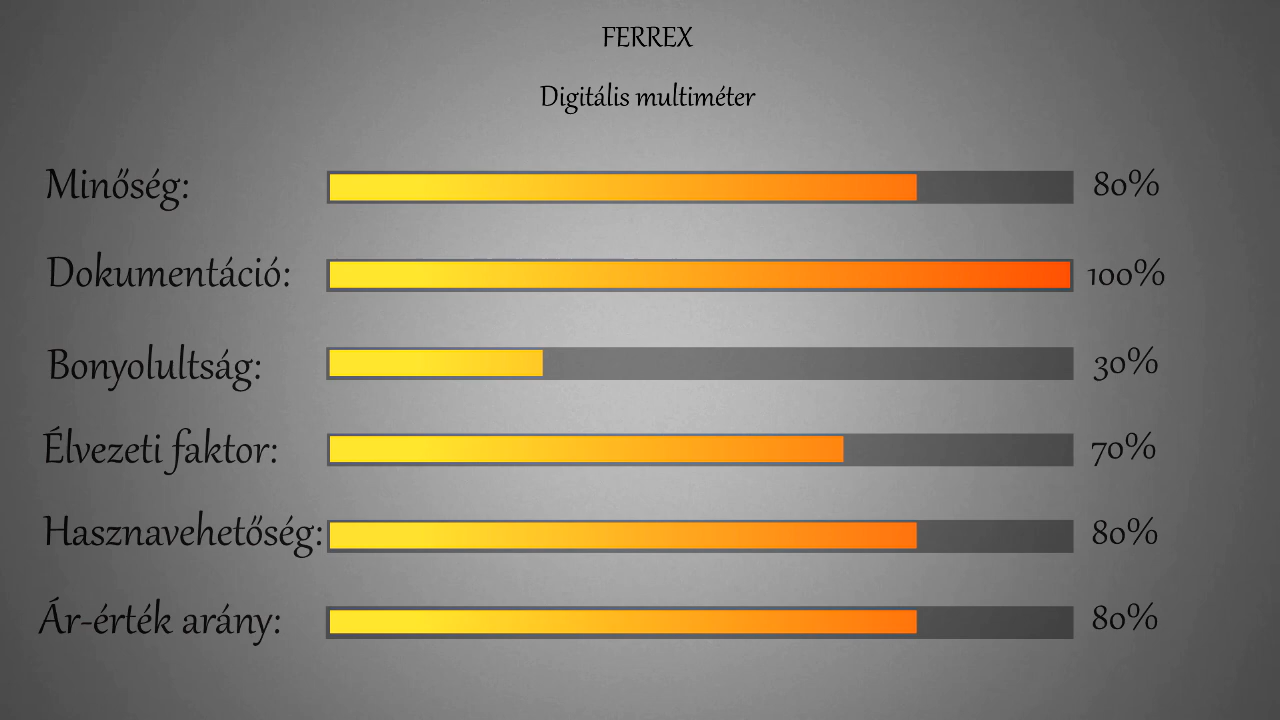 FERREX
Digitális multiméter
Minőség: 80%
Dokumentáció: 100%
Bonyolultság: 30%
Élvezeti faktor: 70%
Hasznavehetőség: 80%
Ár-érték arány: 80%